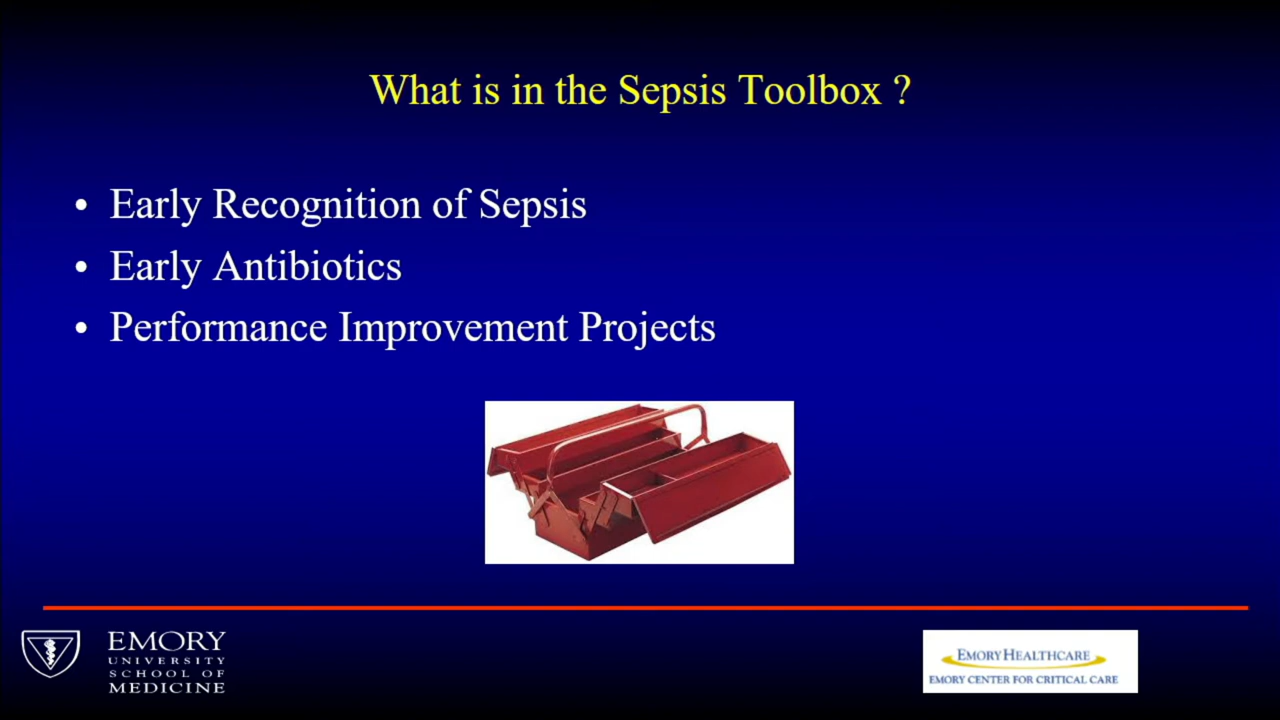 What is in the Sepsis Toolbox ?
• Early Recognition of Sepsis
• Early Antibiotics
• Performance Improvement Projects
EMORY
UNIVERSITY
SCHOOL OF
MEDICINE
EMORY HEALTHCARE
EMORY CENTER FOR CRITICAL CARE